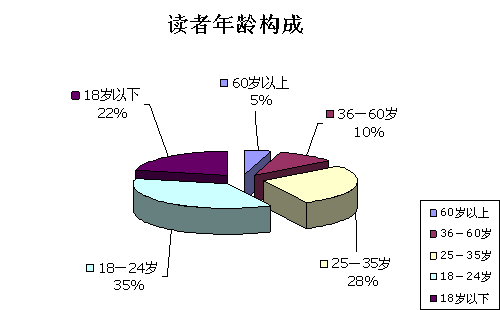 读者年龄构成
60岁以上
5%
18岁以下
22%
36－60岁
10%
18－24岁
35%
25－35岁
28%
60岁以上
36－60岁
25－35岁
18－24岁
18岁以下